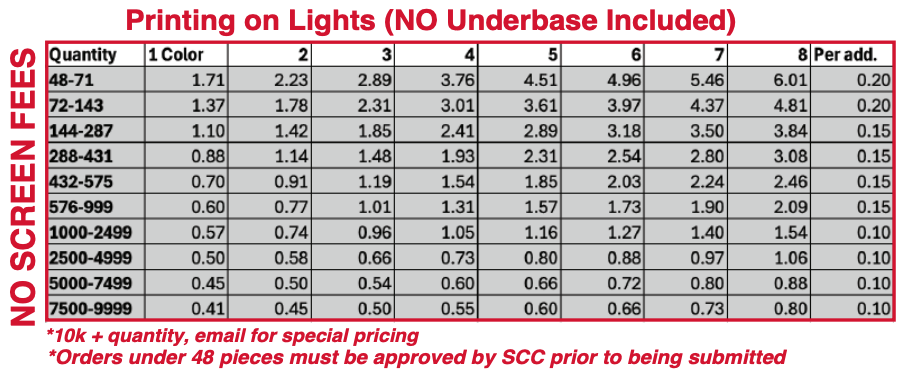 Printing on Lights (NO Underbase Included)
NO SCREEN FEES
Quantity 1 Color 2 3 4 5 6 7 8 Per add.
48-71 1.71 2.23 2.89 3.76 4.51 4.96 5.46 6.01 0.20
72-143 1.37 1.78 2.31 3.01 3.61 3.97 4.37 4.81 0.20
144-287 1.10 1.42 1.85 2.41 2.89 3.18 3.50 3.84 0.15
288-431 0.88 1.14 1.48 1.93 2.31 2.54 2.80 3.08 0.15
432-575 0.70 0.91 1.19 1.54 1.85 2.03 2.24 2.46 0.15
576-999 0.60 0.77 1.01 1.31 1.57 1.73 1.90 2.09 0.15
1000-2499 0.57 0.74 0.96 1.05 1.16 1.27 1.40 1.54 0.10
2500-4999 0.50 0.58 0.66 0.73 0.80 0.88 0.97 1.06 0.10
5000-7499 0.45 0.50 0.54 0.60 0.66 0.72 0.80 0.88 0.10
7500-9999 0.41 0.45 0.50 0.55 0.60 0.66 0.73 0.80 0.10
*10k + quantity, email for special pricing
*Orders under 48 pieces must be approved by SCC prior to being submitted